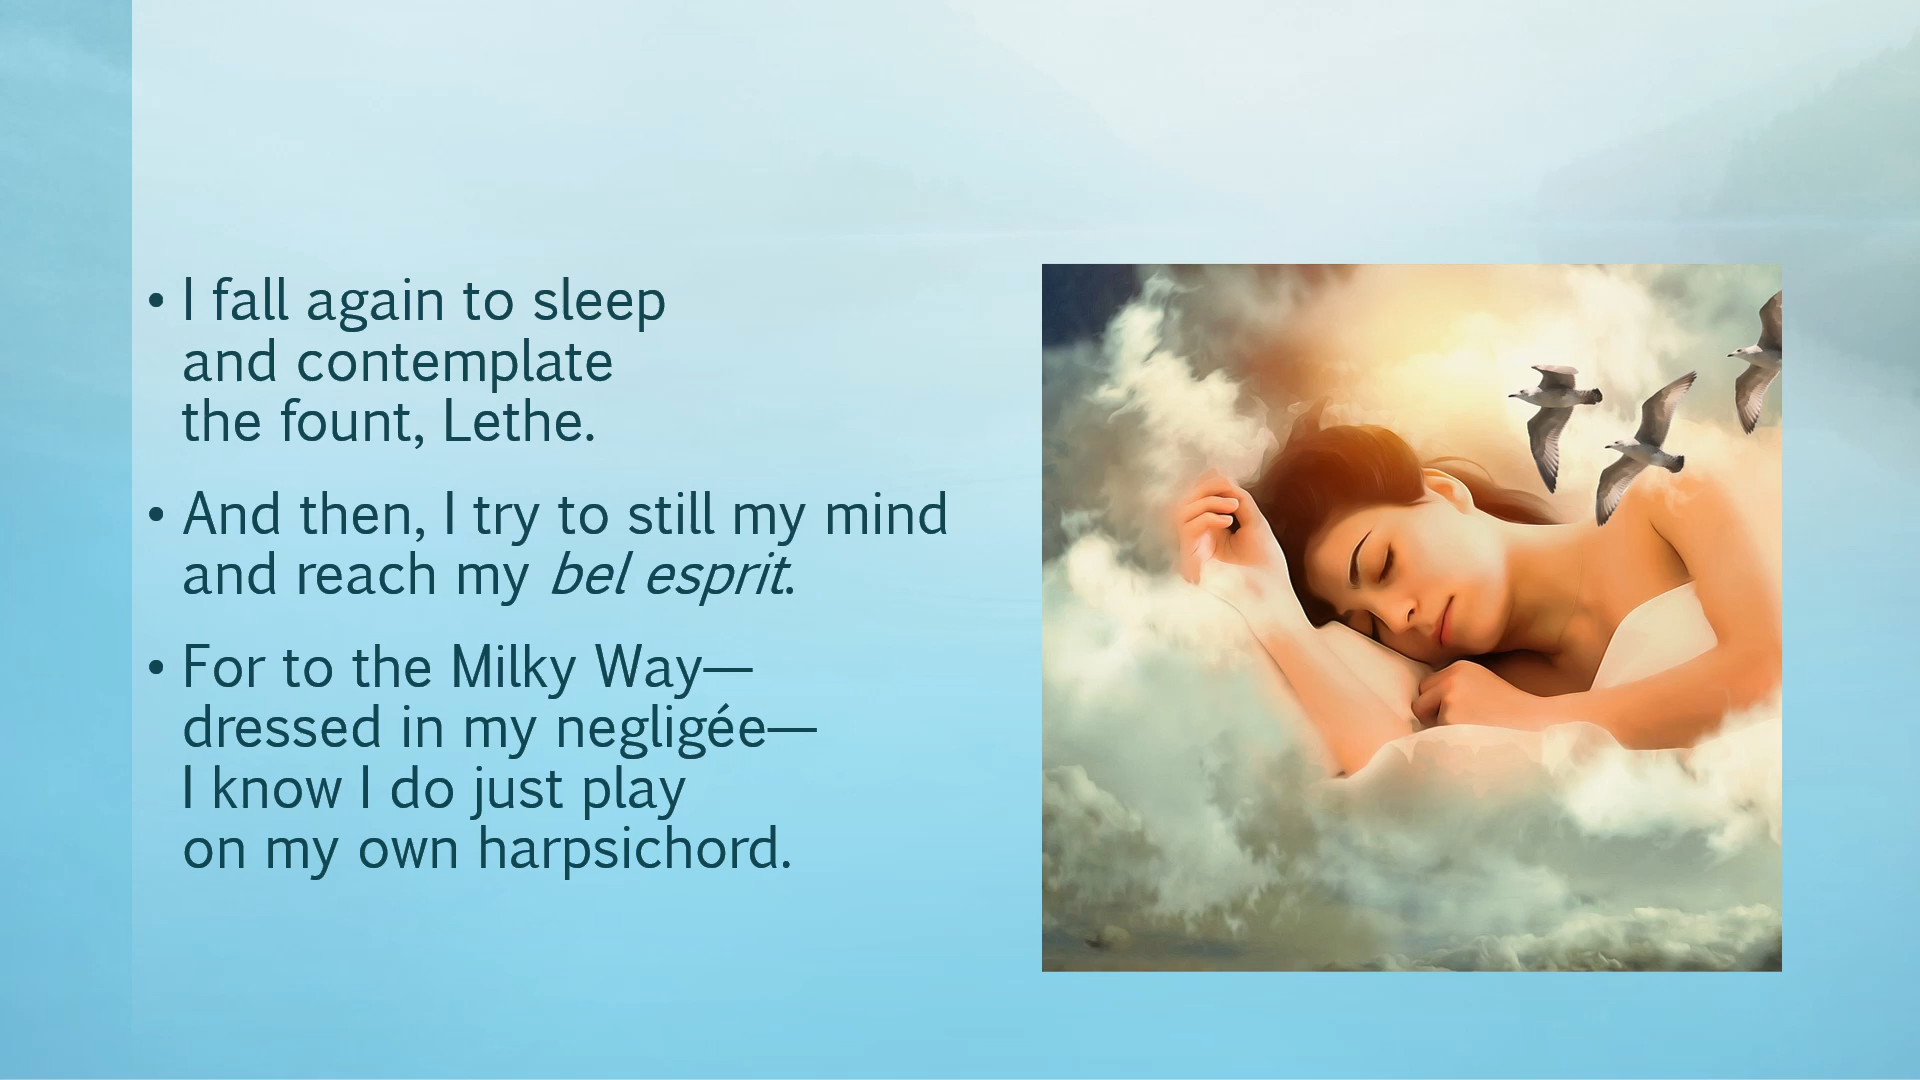 • I fall again to sleep
and contemplate
the fount, Lethe.
• And then, I try to still my mind
and reach my bel esprit.
• For to the Milky Way—
dressed in my negligée—
I know I do just play
on my own harpsichord.